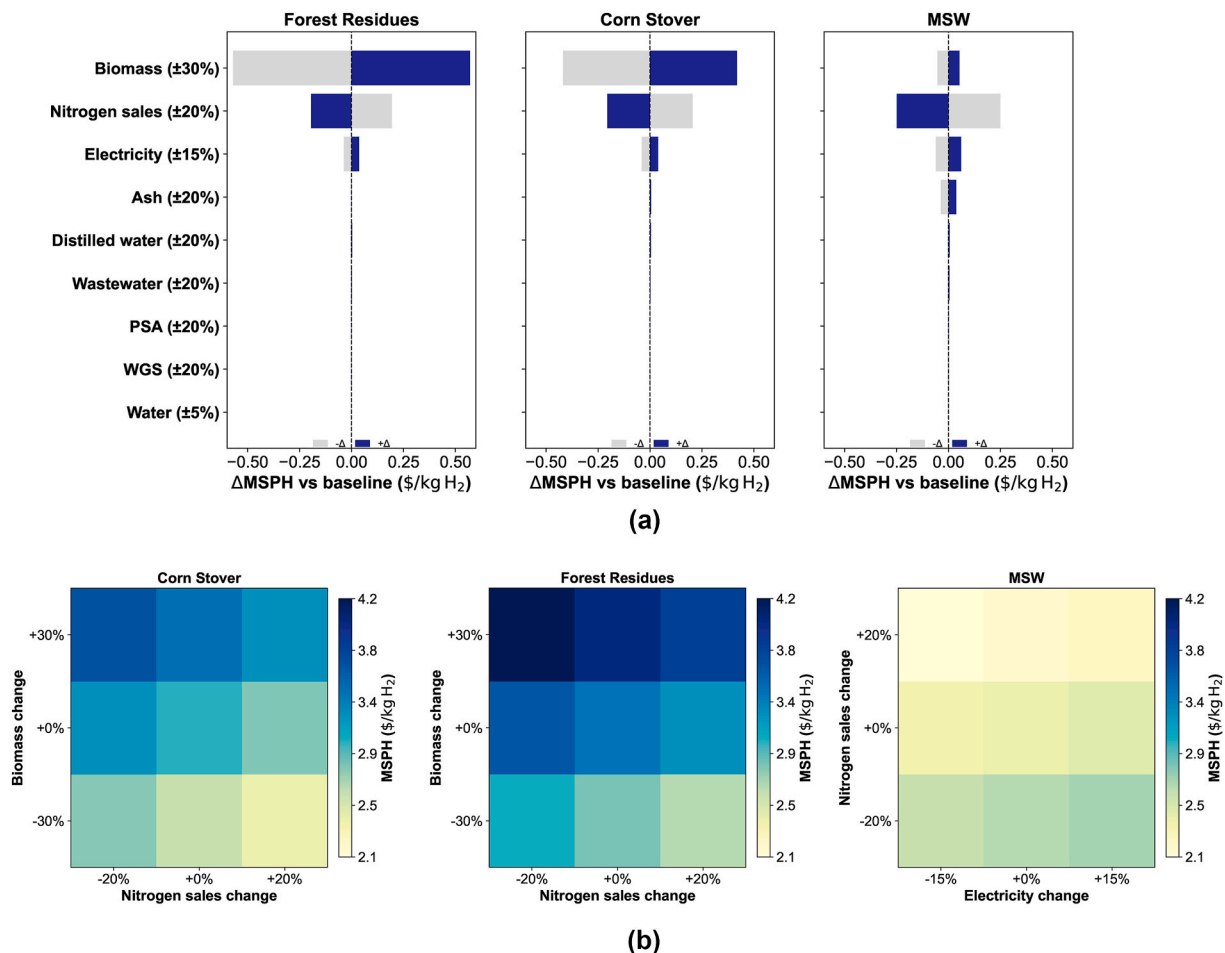 Forest Residues
Corn Stover
MSW
Biomass (±30%)
Nitrogen sales (±20%)
Electricity (±15%)
Ash (±20%)
Distilled water (±20%)
Wastewater (±20%)
PSA (±20%)
WGS (±20%)
Water (±5%)
-Δ +Δ
-Δ +Δ
-Δ +Δ
−0.50 −0.25 0.00 0.25 0.50
−0.50 −0.25 0.00 0.25 0.50
−0.50 −0.25 0.00 0.25 0.50
ΔMSPH vs baseline ($/kg H₂)
ΔMSPH vs baseline ($/kg H₂)
ΔMSPH vs baseline ($/kg H₂)
(a)
Corn Stover
Biomass change
+30%
+0%
-30%
-20% +0% +20%
Nitrogen sales change
4.2
3.8
3.4
2.9
2.5
2.1
MSPH ($/kg H₂)
Forest Residues
Biomass change
+30%
+0%
-30%
-20% +0% +20%
Nitrogen sales change
4.2
3.8
3.4
2.9
2.5
2.1
MSPH ($/kg H₂)
MSW
Nitrogen sales change
+20%
+0%
-20%
-15% +0% +15%
Electricity change
4.2
3.8
3.4
2.9
2.5
2.1
MSPH ($/kg H₂)
(b)